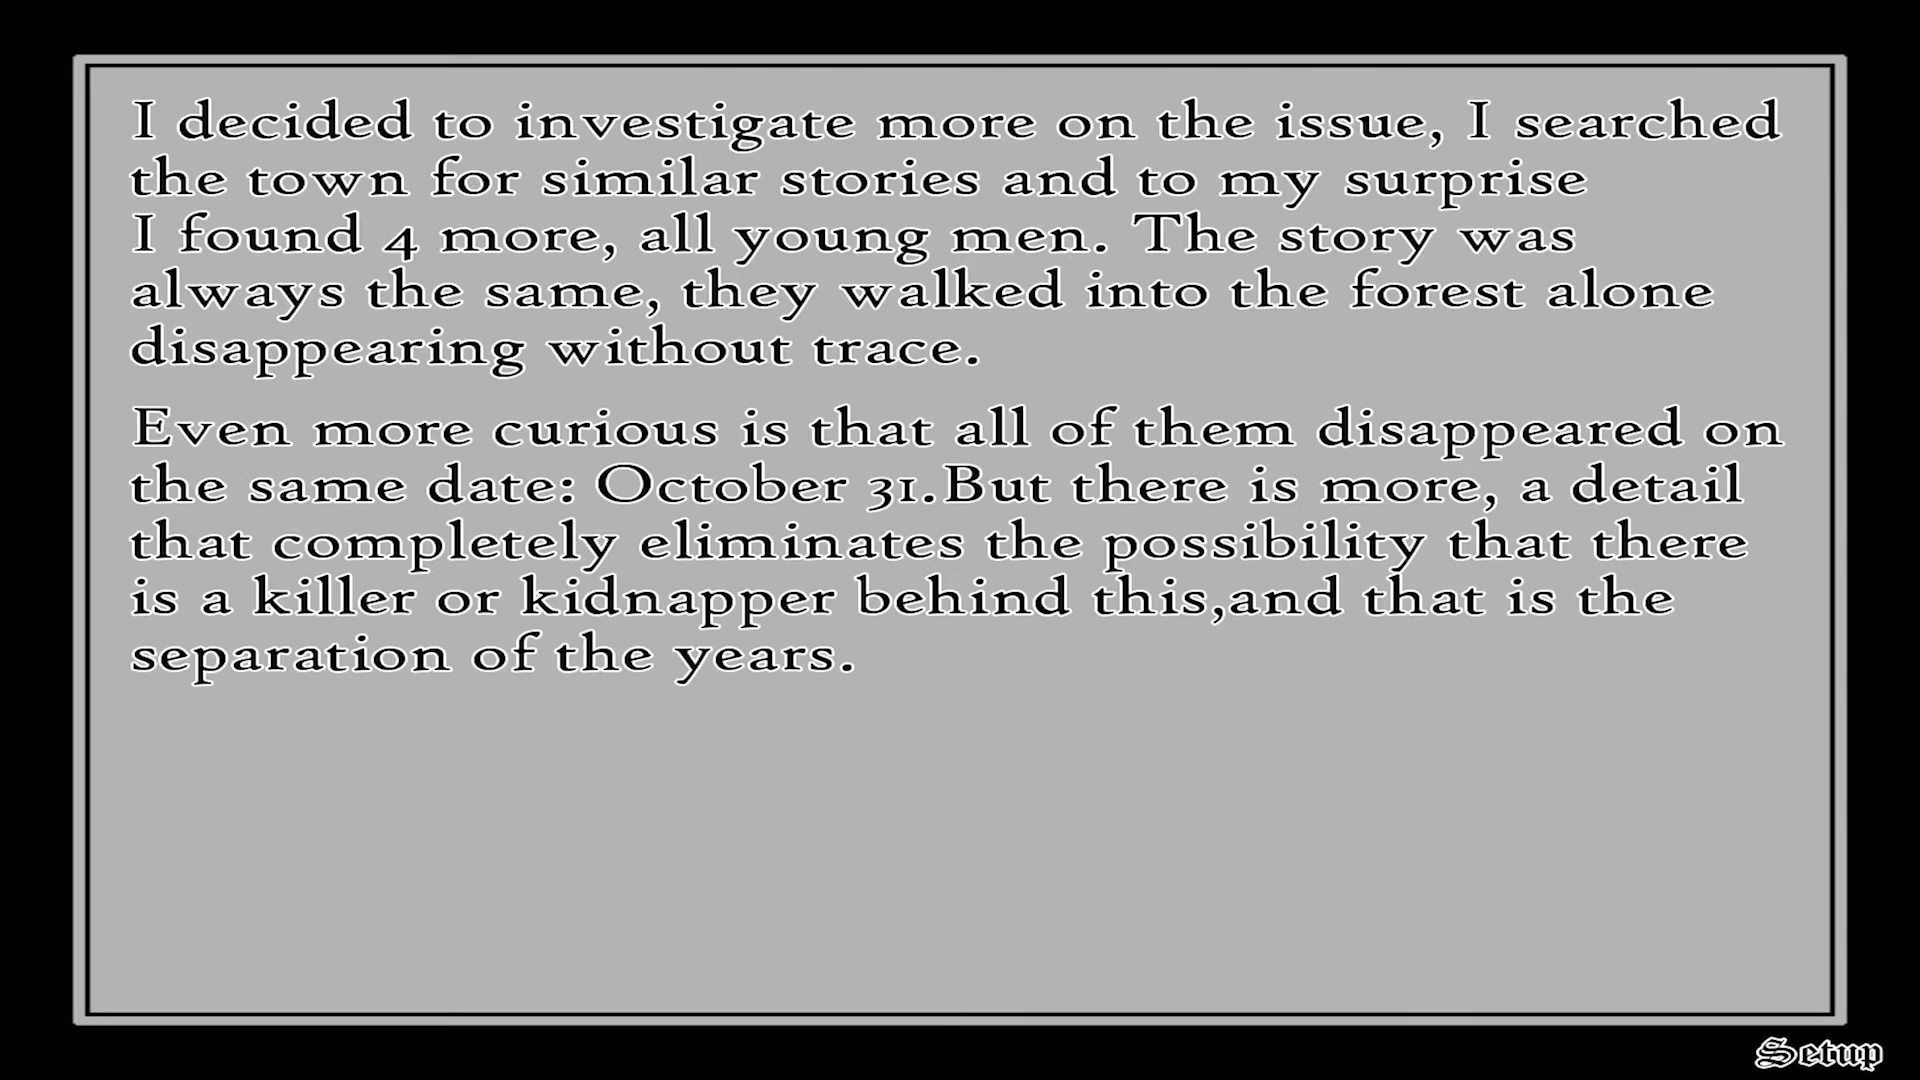 I decided to investigate more on the issue, I searched
the town for similar stories and to my surprise
I found 4 more, all young men. The story was
always the same, they walked into the forest alone
disappearing without trace.
Even more curious is that all of them disappeared on
the same date: October 31.But there is more, a detail
that completely eliminates the possibility that there
is a killer or kidnapper behind this,and that is the
separation of the years.
Setup